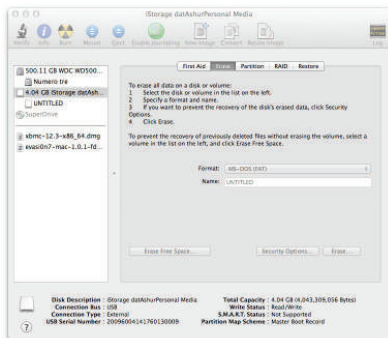 iStorage datAshurPersonal Media
Verify Info Burn Mount Eject Enable Journaling New Image Convert Resize Image Log
500.11 GB WDC WD500...
Numero tre
4.04 GB iStorage datAsh...
UNTITLED
SuperDrive
xbmc-12.3-x86_64.dmg
evasi0n7-mac-1.0.1-fd...
First Aid Erase Partition RAID Restore
To erase all data on a disk or volume:
1 Select the disk or volume in the list on the left.
2 Specify a format and name.
3 If you want to prevent the recovery of the disk's erased data, click Security
Options.
4 Click Erase.
To prevent the recovery of previously deleted files without erasing the volume, select a
volume in the list on the left, and click Erase Free Space.
Format: MS-DOS (FAT)
Name: UNTITLED
Erase Free Space... Security Options... Erase...
Disk Description : iStorage datAshurPersonal Media Total Capacity : 4.04 GB (4,043,309,056 Bytes)
Connection Bus : USB Write Status : Read/Write
Connection Type : External S.M.A.R.T. Status : Not Supported
USB Serial Number : 20096004141760130009 Partition Map Scheme : Master Boot Record
?